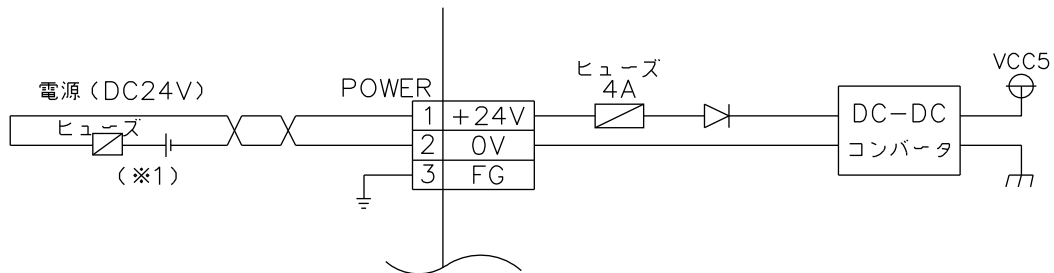 電源(DC24V)
ヒューズ
(※1)
POWER
1 +24V
2 0V
3 FG
ヒューズ
4A
DC-DC
コンバータ
VCC5